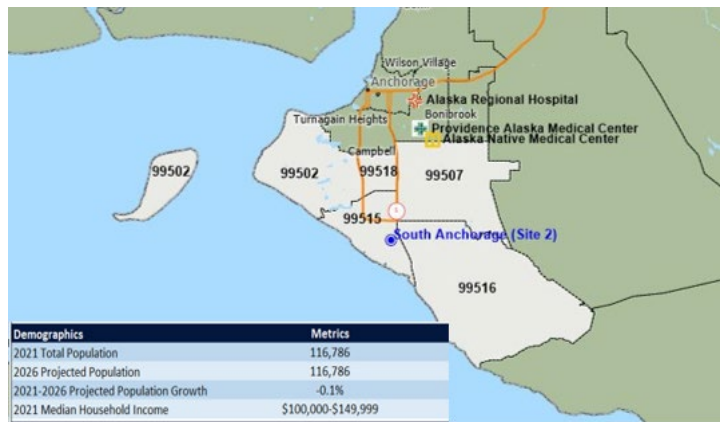 Wilson Village
Anchorage
Alaska Regional Hospital
Bonibrook
Turnagain Heights
Providence Alaska Medical Center
Alaska Native Medical Center
Campbell
99502
99502
99518
99507
99515
South Anchorage (Site 2)
99516
Demographics Metrics
2021 Total Population 116,786
2026 Projected Population 116,786
2021-2026 Projected Population Growth -0.1%
2021 Median Household Income $100,000-$149,999